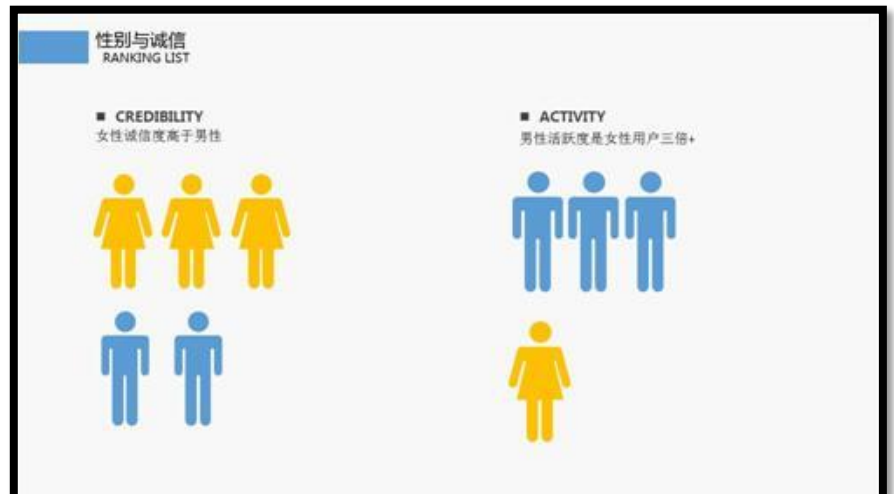 性别与诚信
RANKING LIST
■ CREDIBILITY
女性诚信度高于男性
■ ACTIVITY
男性活跃度是女性用户三倍+